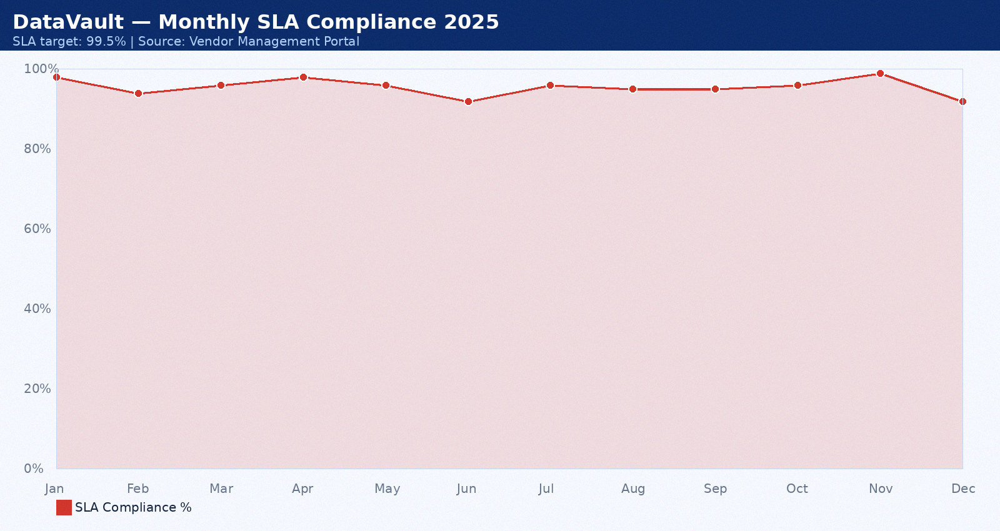 DataVault — Monthly SLA Compliance 2025
SLA target: 99.5% | Source: Vendor Management Portal
100%
80%
60%
40%
20%
0%
Jan Feb Mar Apr May Jun Jul Aug Sep Oct Nov Dec
SLA Compliance %